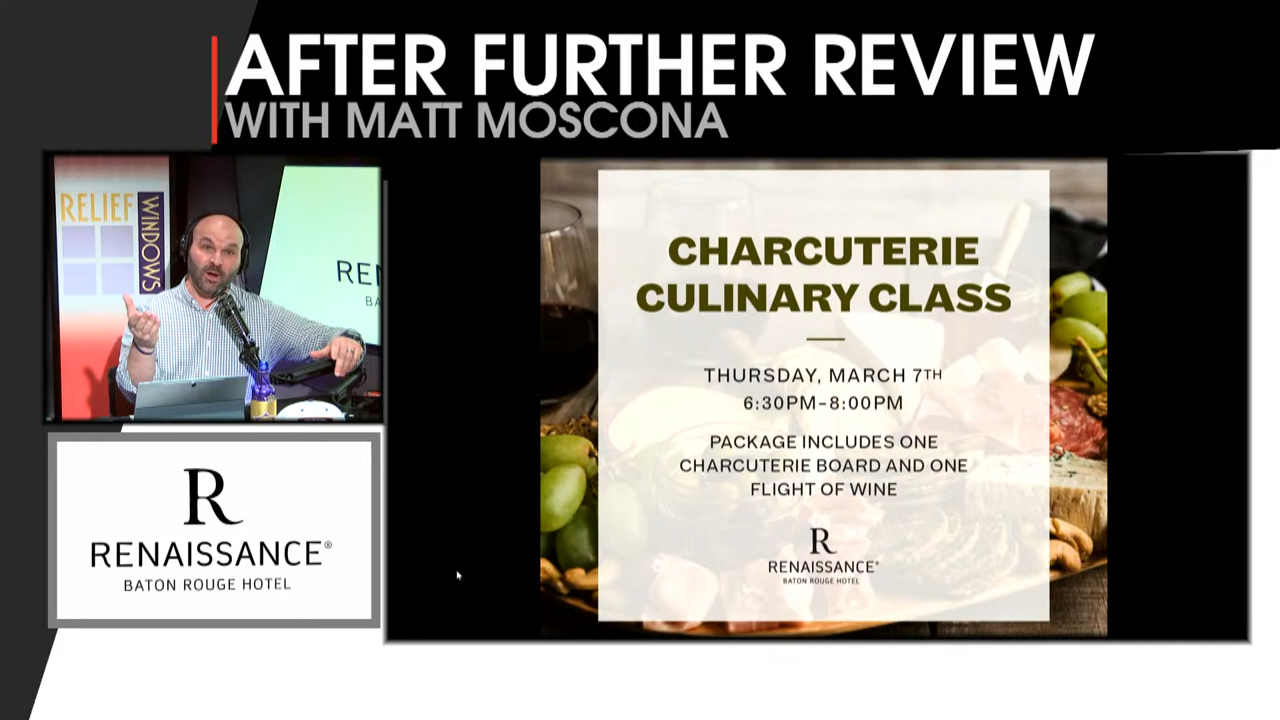 AFTER FURTHER REVIEW
WITH MATT MOSCONA
RELIEF
WINDOWS
REN
BA
R
RENAISSANCE®
BATON ROUGE HOTEL
CHARCUTERIE
CULINARY CLASS
THURSDAY, MARCH 7TH
6:30PM-8:00PM
PACKAGE INCLUDES ONE
CHARCUTERIE BOARD AND ONE
FLIGHT OF WINE
R
RENAISSANCE®
BATON ROUGE HOTEL